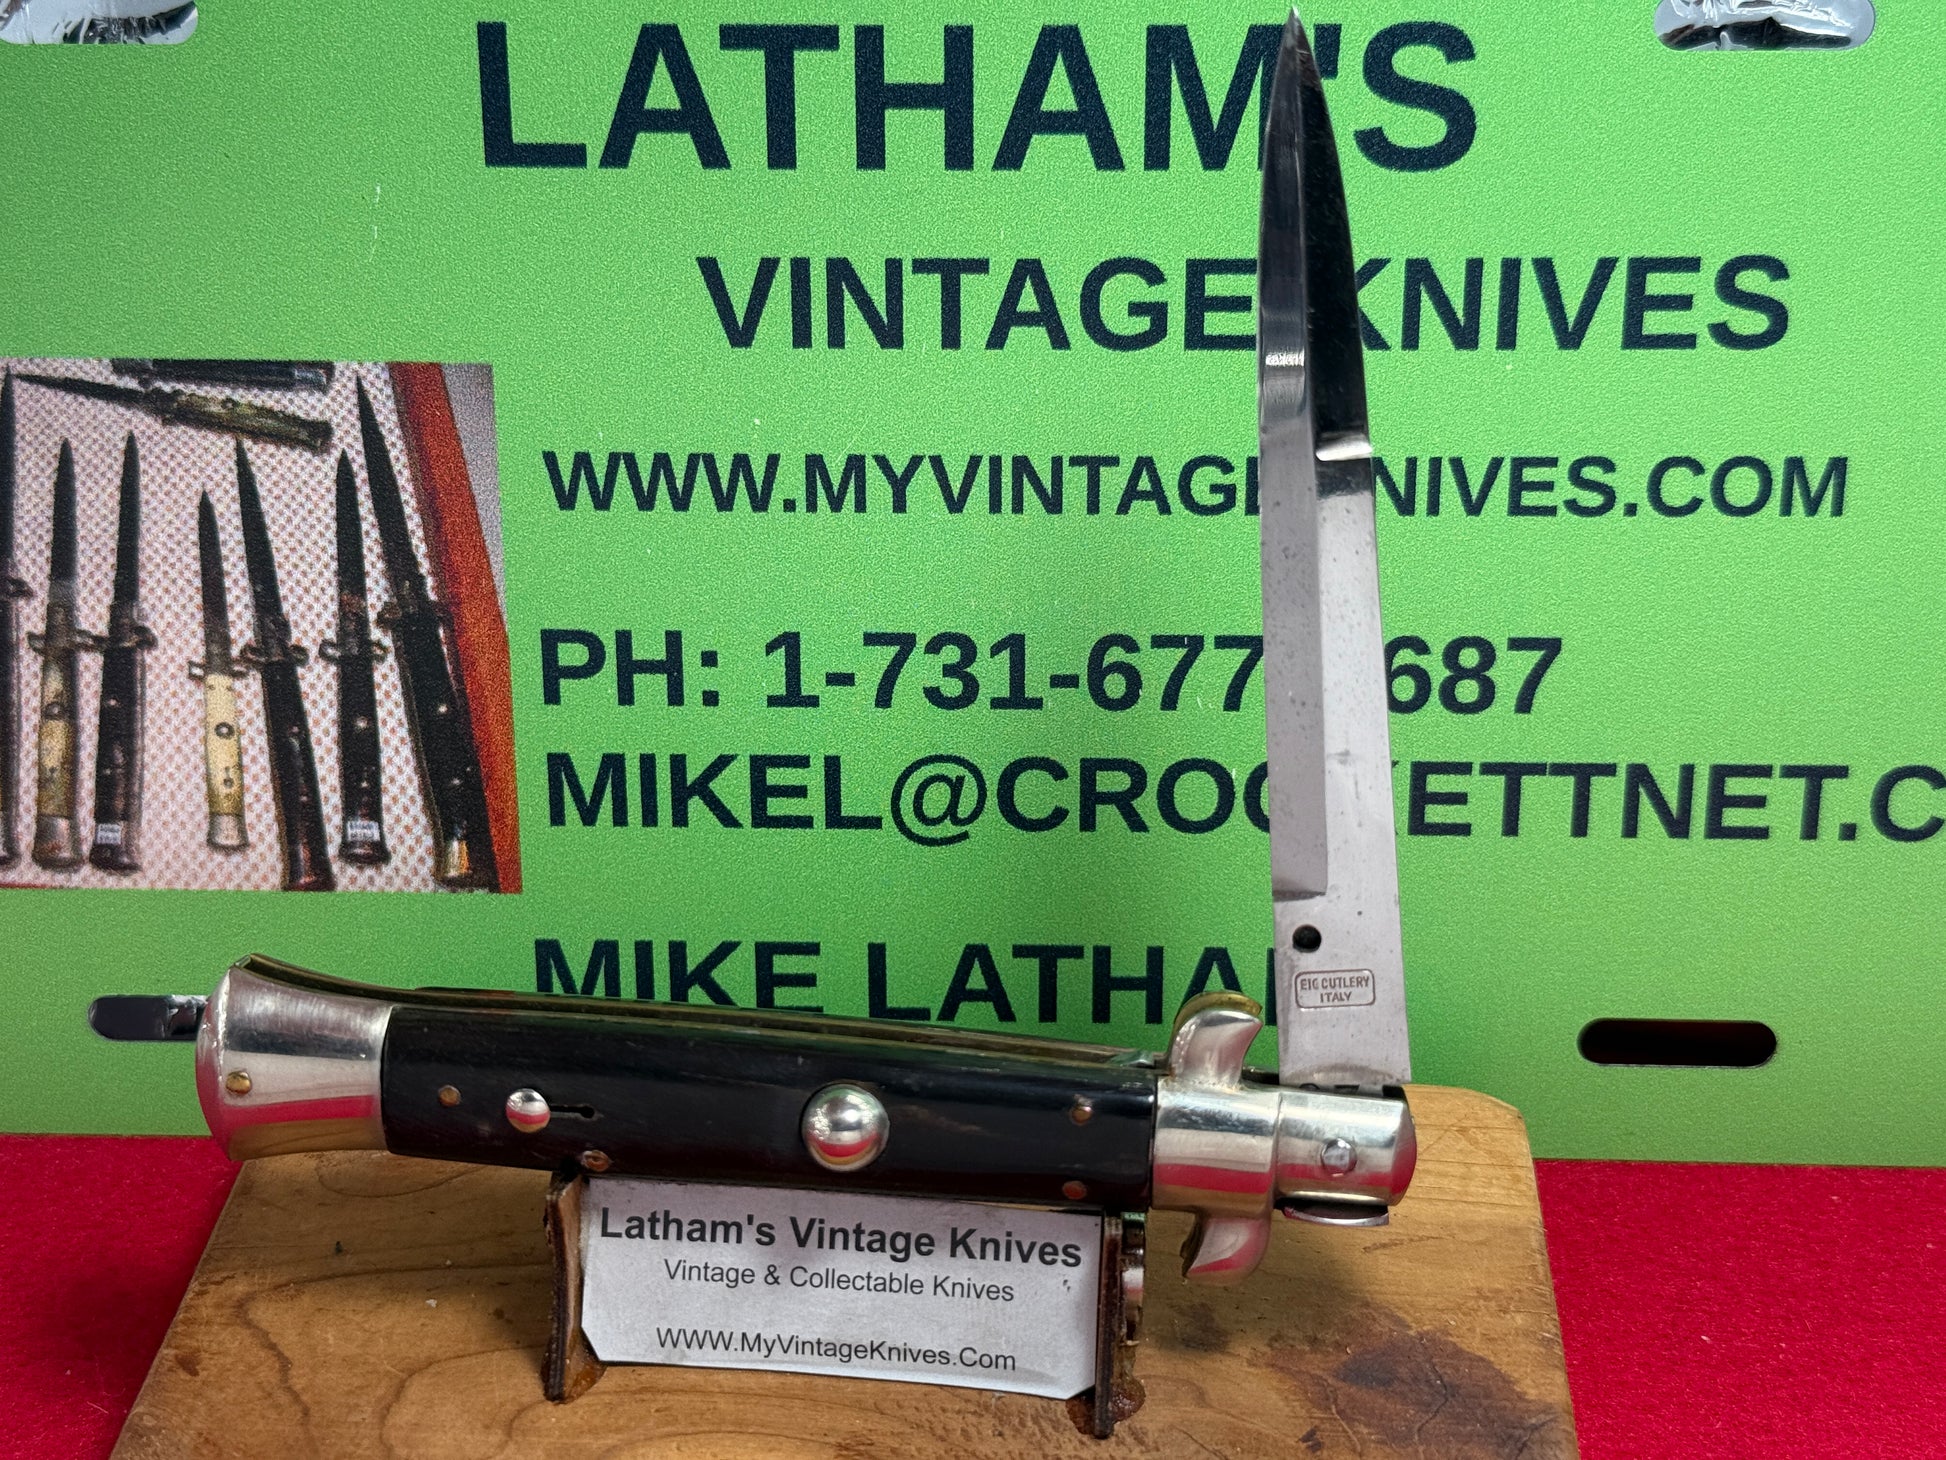 LATHAM'S
VINTAGE KNIVES
WWW.MYVINTAG NIVES.COM
PH: 1-731-677 687
MIKEL@CROC ETTNET.C
MIKE LATHA
EIG CUTLERY
ITALY
Latham's Vintage Knives
Vintage & Collectable Knives
WWW.MyVintageKnives.Com